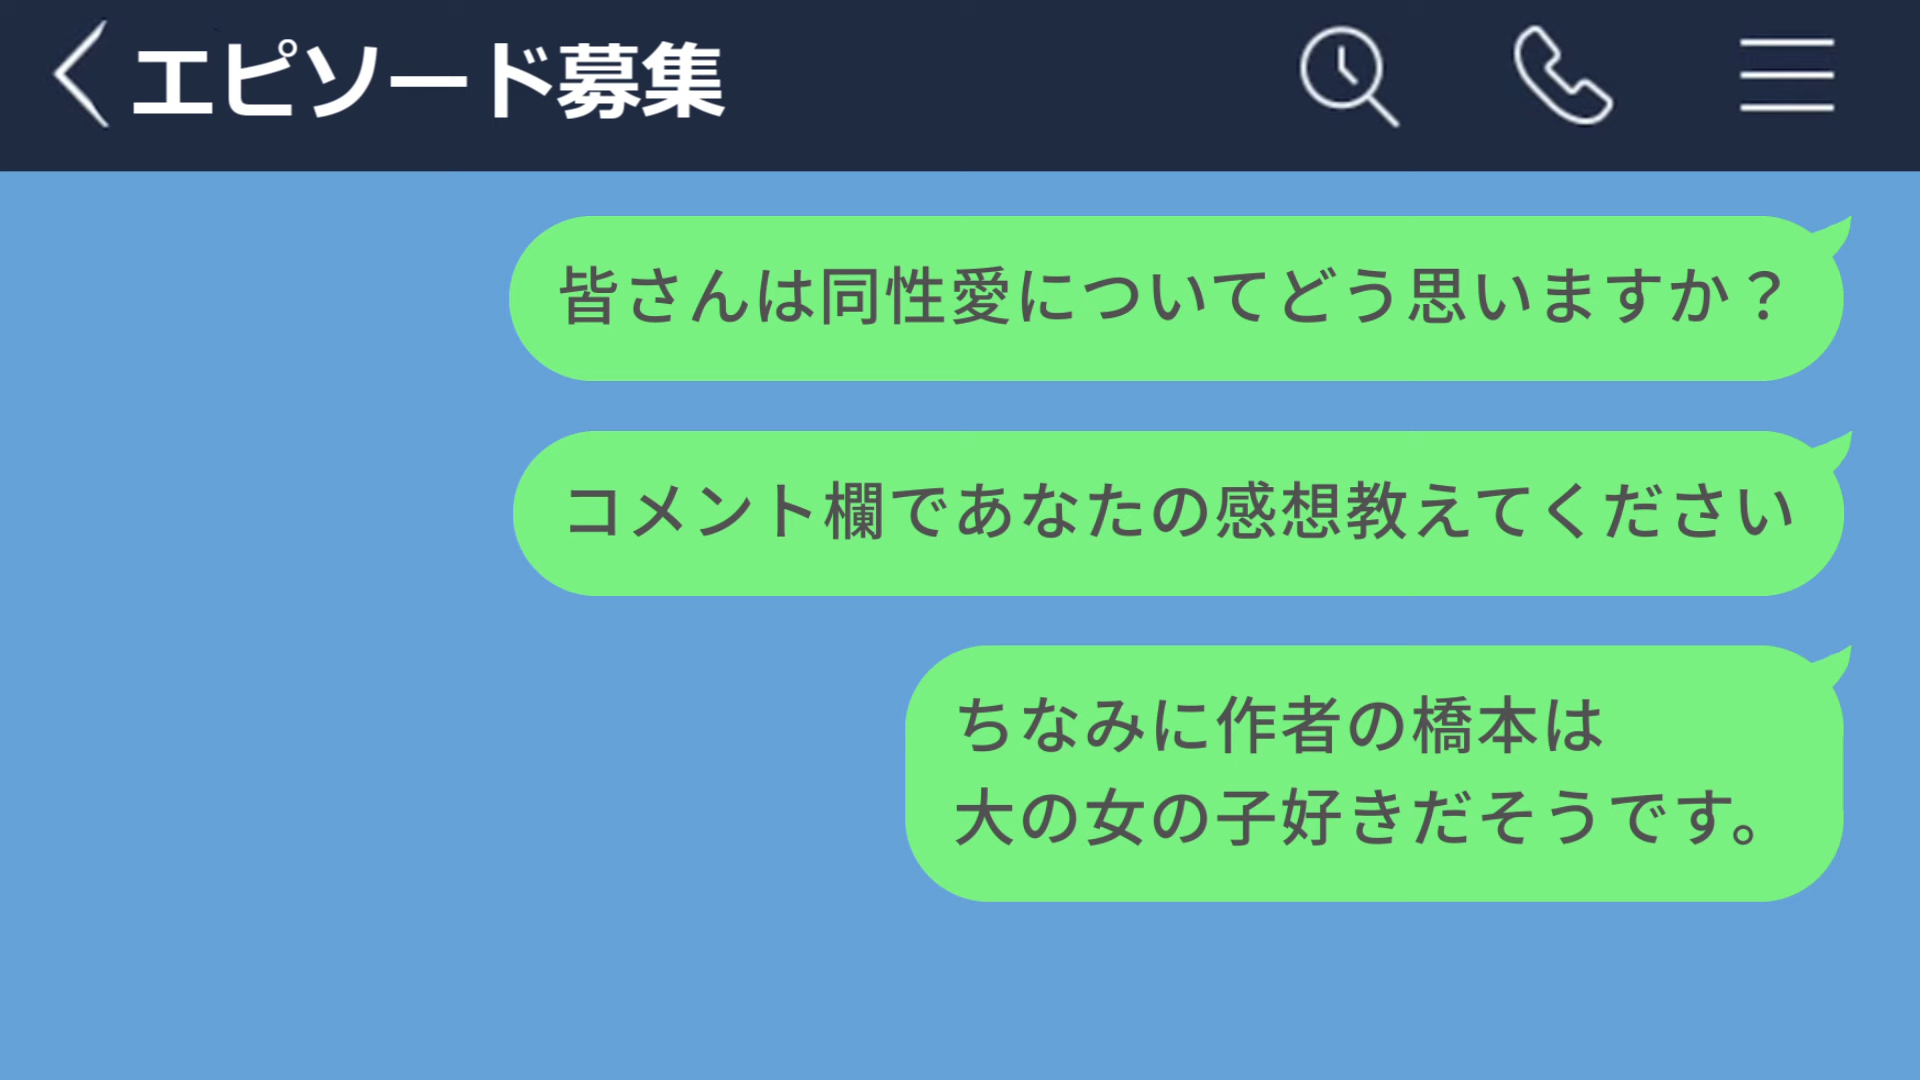 エピソード募集
皆さんは同性愛についてどう思いますか？
コメント欄であなたの感想教えてください
ちなみに作者の橋本は
大の女の子好きだそうです。